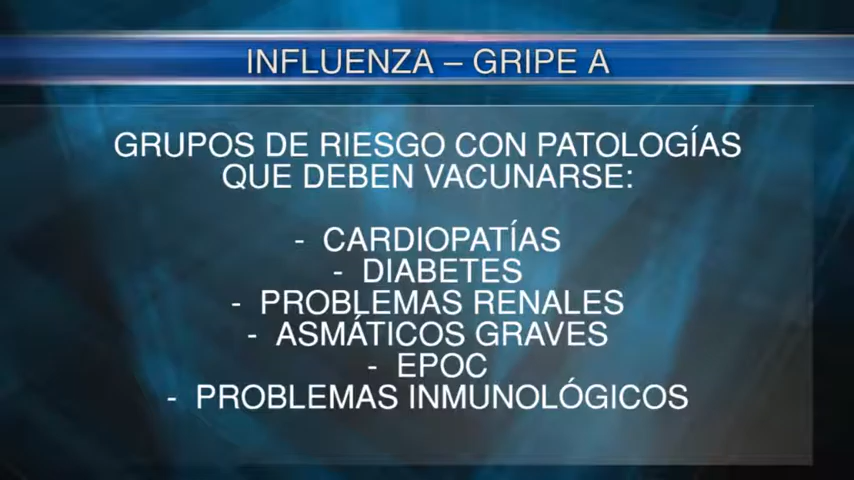 INFLUENZA – GRIPE A
GRUPOS DE RIESGO CON PATOLOGÍAS
QUE DEBEN VACUNARSE:
- CARDIOPATÍAS
- DIABETES
- PROBLEMAS RENALES
- ASMÁTICOS GRAVES
- EPOC
- PROBLEMAS INMUNOLÓGICOS